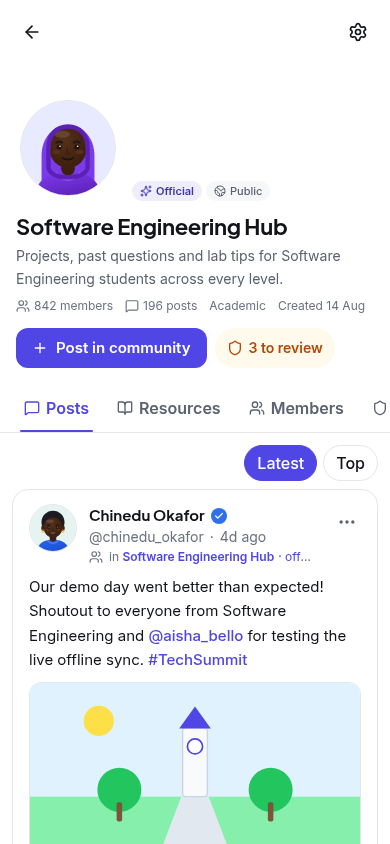 Official
Public
Software Engineering Hub
Projects, past questions and lab tips for Software
Engineering students across every level.
842 members 196 posts Academic Created 14 Aug
Post in community
3 to review
Posts Resources Members
Latest Top
Chinedu Okafor
@chinedu_okafor · 4d ago
in Software Engineering Hub · off...
Our demo day went better than expected!
Shoutout to everyone from Software
Engineering and @aisha_bello for testing the
live offline sync. #TechSummit